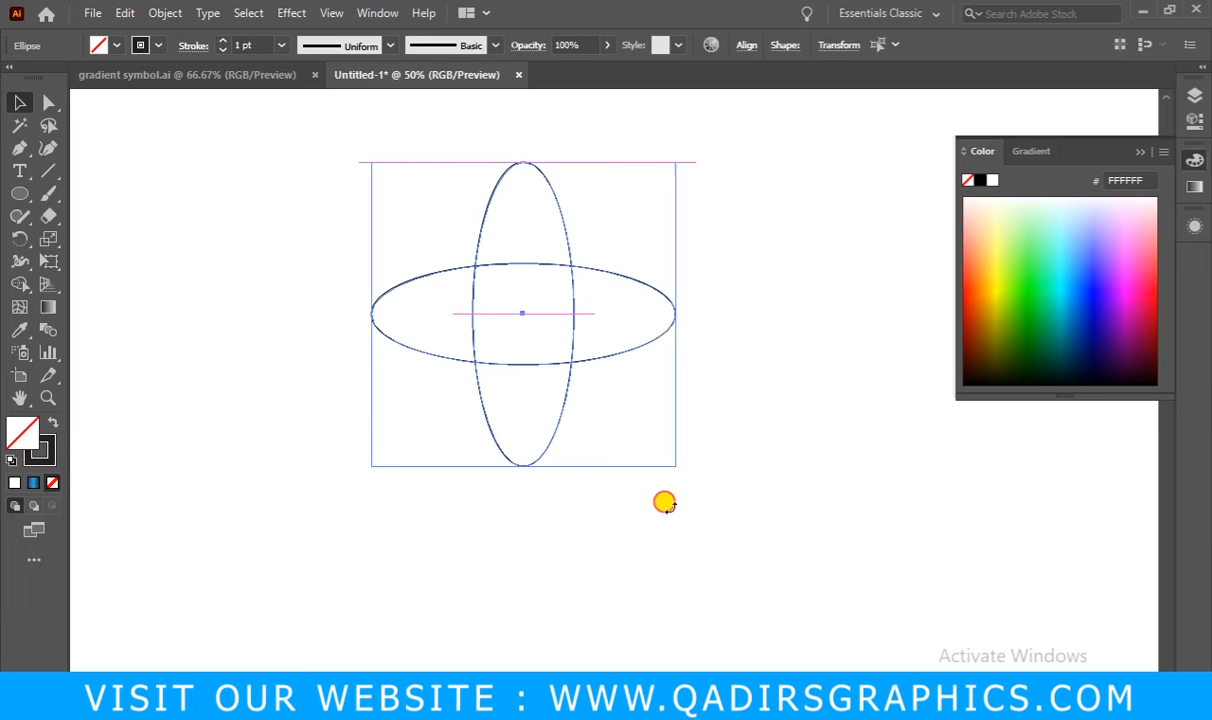 Ai File Edit Object Type Select Effect View Window Help Essentials Classic Search Adobe Stock
Ellipse Stroke: 1 pt Uniform Basic Opacity: 100% Style: Align Shape: Transform
gradient symbol.ai @ 66.67% (RGB/Preview) × Untitled-1* @ 50% (RGB/Preview) ×
Color Gradient
# FFFFFF
Activate Windows
VISIT OUR WEBSITE : WWW.QADIRSGRAPHICS.COM